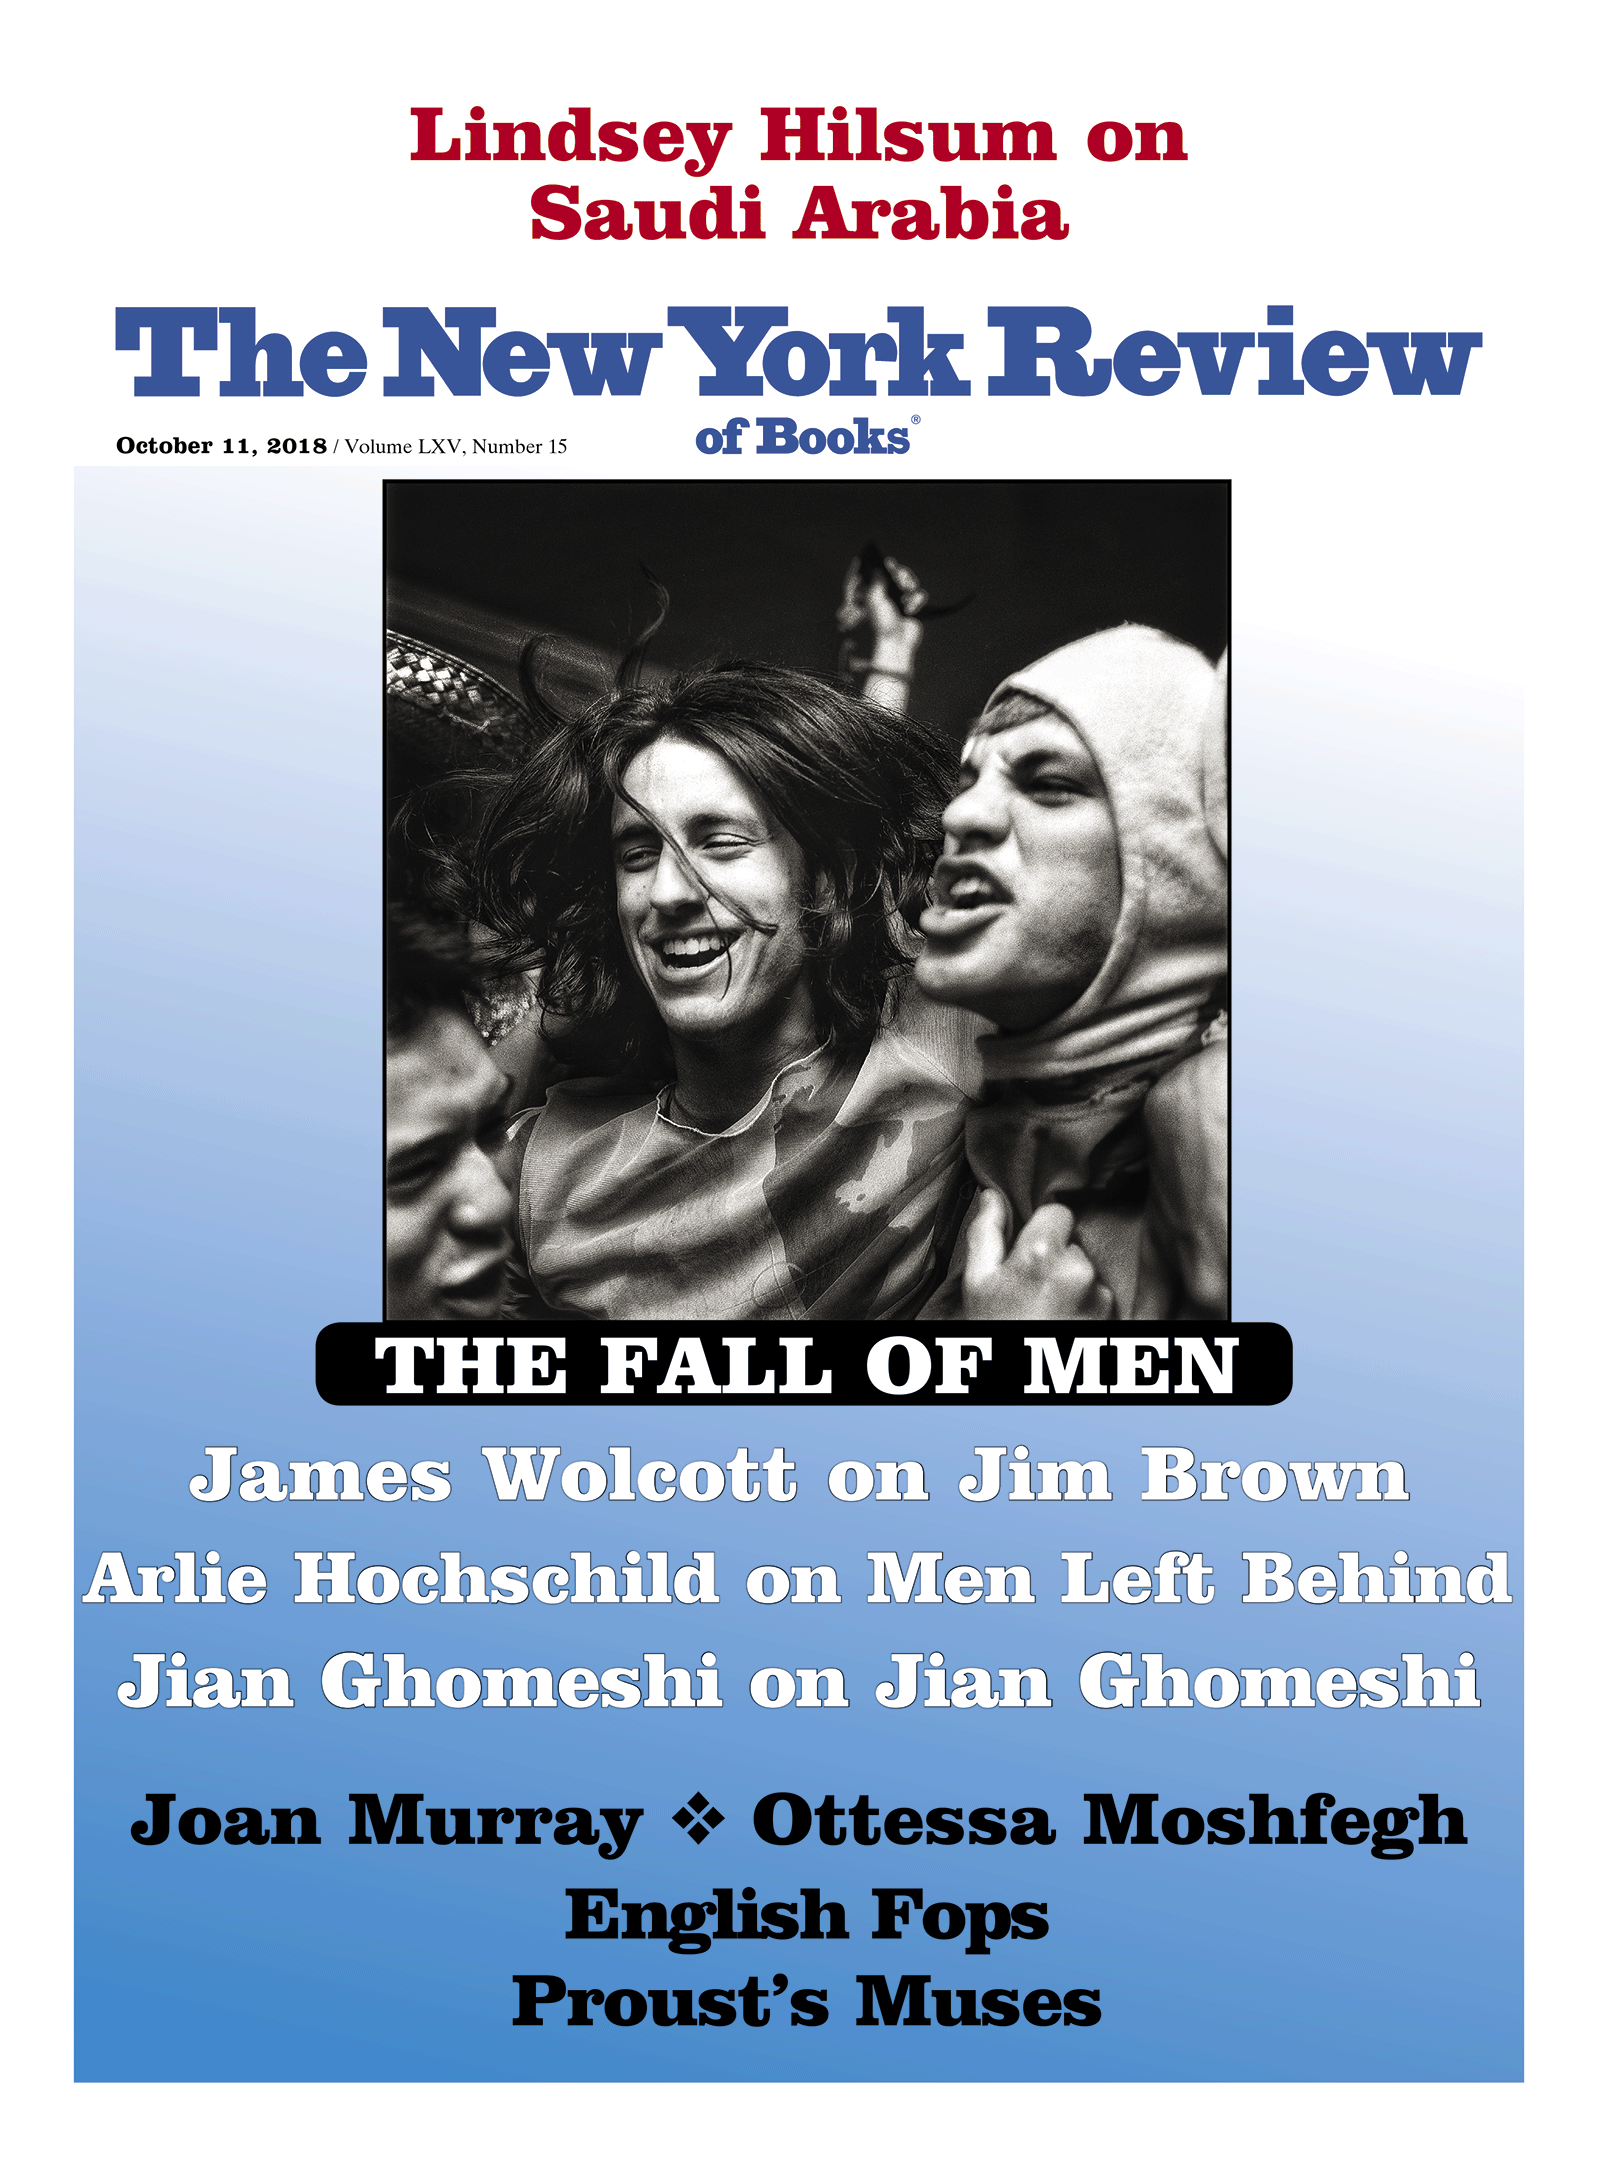 Lindsey Hilsum on
Saudi Arabia
The New York Review
of Books®
October 11, 2018 / Volume LXV, Number 15
THE FALL OF MEN
James Wolcott on Jim Brown
Arlie Hochschild on Men Left Behind
Jian Ghomeshi on Jian Ghomeshi
Joan Murray ❖ Ottessa Moshfegh
English Fops
Proust’s Muses